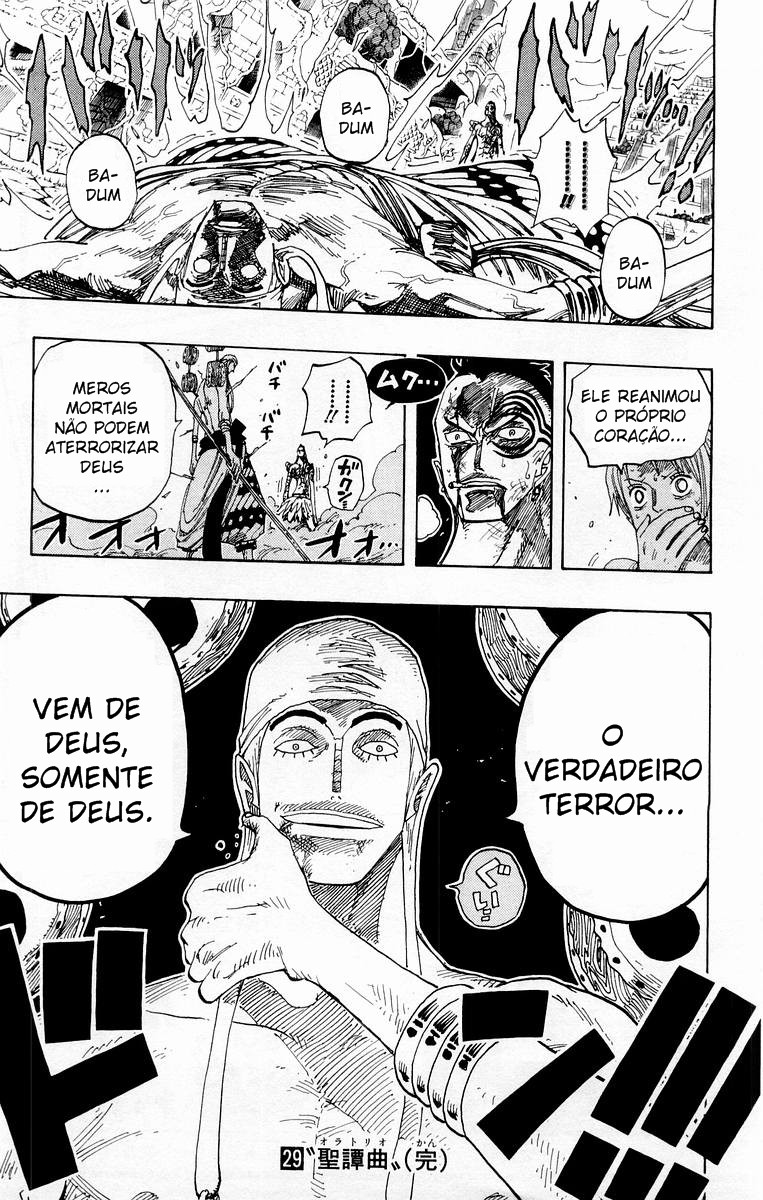 BA-
DUM
BA-
DUM
BA-
DUM
!!
ELE REANIMOU
O PRÓPRIO
CORAÇÃO...
ムク…
!!
バチ
バチ
ガクン!
オオオオ
MEROS
MORTAIS
NÃO PODEM
ATERRORIZAR
DEUS
...
O
VERDADEIRO
TERROR...
VEM DE
DEUS,
SOMENTE
DE DEUS.
ぐい!
ドン!!!
オラトリオ かん
29〝聖譚曲〟(完)